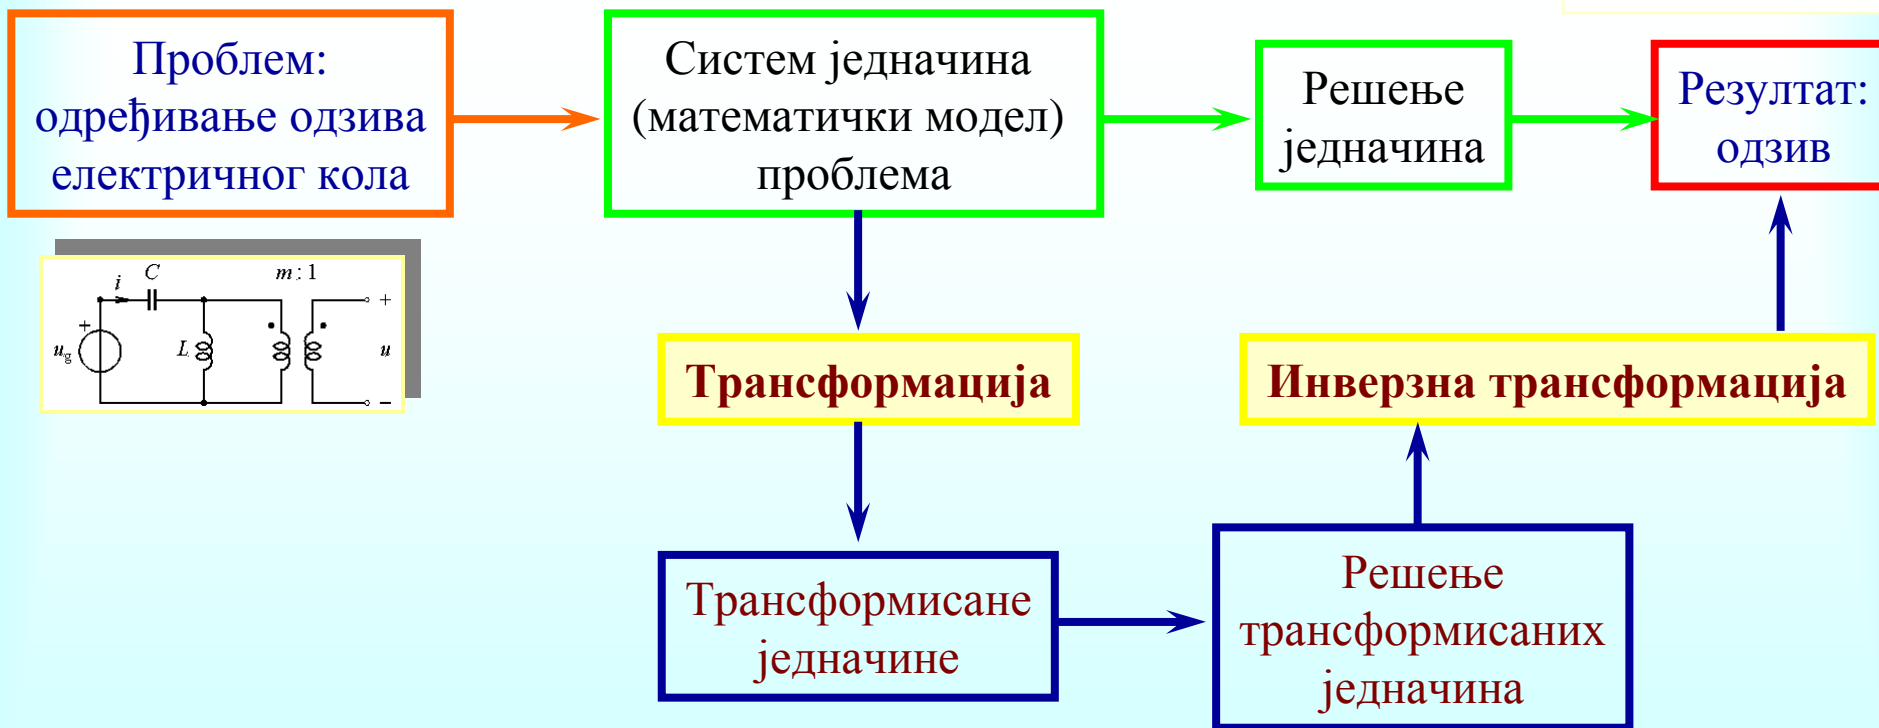 Проблем:
одређивање одзива
електричног кола
Систем једначина
(математички модел)
проблема
Решење
једначина
Резултат:
одзив
i
C
m : 1
+
+
u_g
L
u
−
Трансформација
Инверзна трансформација
Трансформисане
једначине
Решење
трансформисаних
једначина